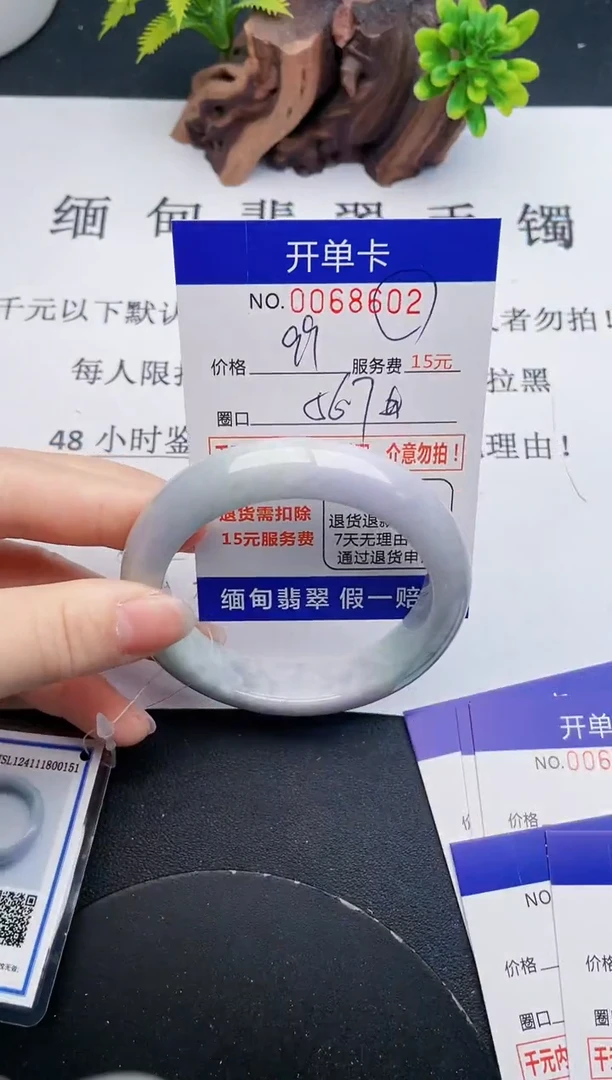 缅甸翡翠手镯
开单卡
NO.0068602
千元以下默认
者勿拍!
价格 99 服务费 15元
每人限
拉黑
圈口 567
48 小时鉴
理由!
介意勿拍!
退货需扣除
15元服务费
退货退
7天无理由
通过退货申
缅甸翡翠 假一赔
SL124111800151
开单
NO.006
价格
NO
价格
价格
圈口
圈
千元内
千